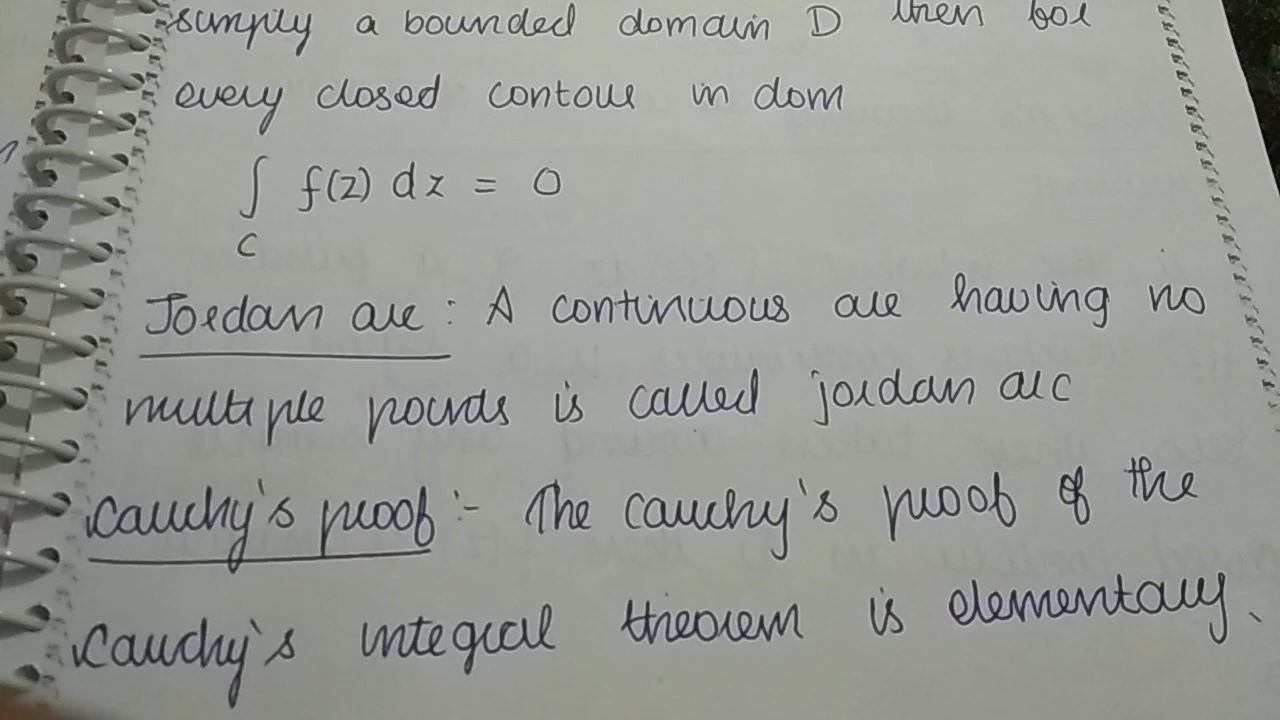 simply a bounded domain D then for
every closed contour in dom
∫ f(z) dz = 0
C
Jordan arc : A continuous arc having no
multiple points is called jordan arc
Cauchy's proof :- The cauchy's proof of the
Cauchy's integral theorem is elementary.